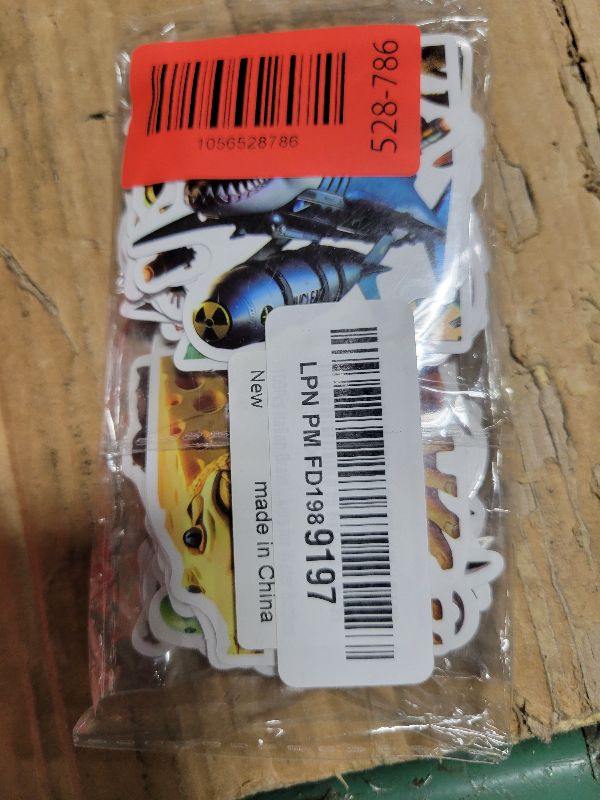 1056528786
528-786
LPN PM FD1989197
New
made in China